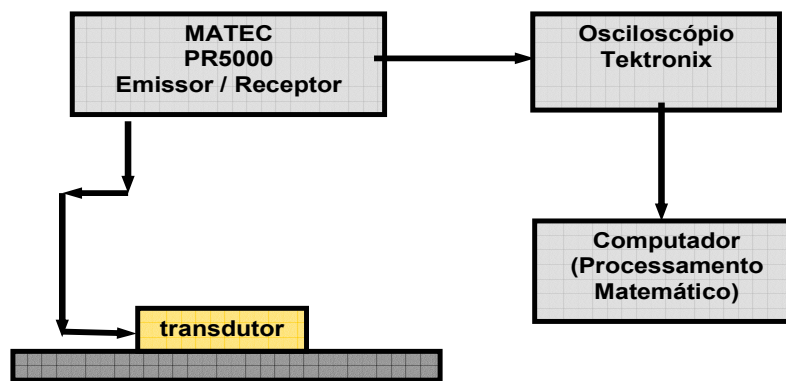 MATEC
PR5000
Emissor / Receptor
Osciloscópio
Tektronix
Computador
(Processamento
Matemático)
transdutor